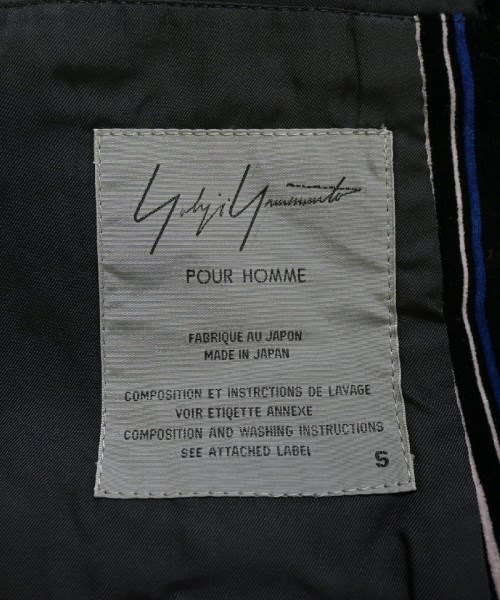 Yohji Yamamoto
POUR HOMME
FABRIQUE AU JAPON
MADE IN JAPAN
COMPOSITION ET INSTRCTIONS DE LAVAGE
VOIR ETIQETTE ANNEXE
COMPOSITION AND WASHING INSTRUCTIONS
SEE ATTACHED LABEL
S